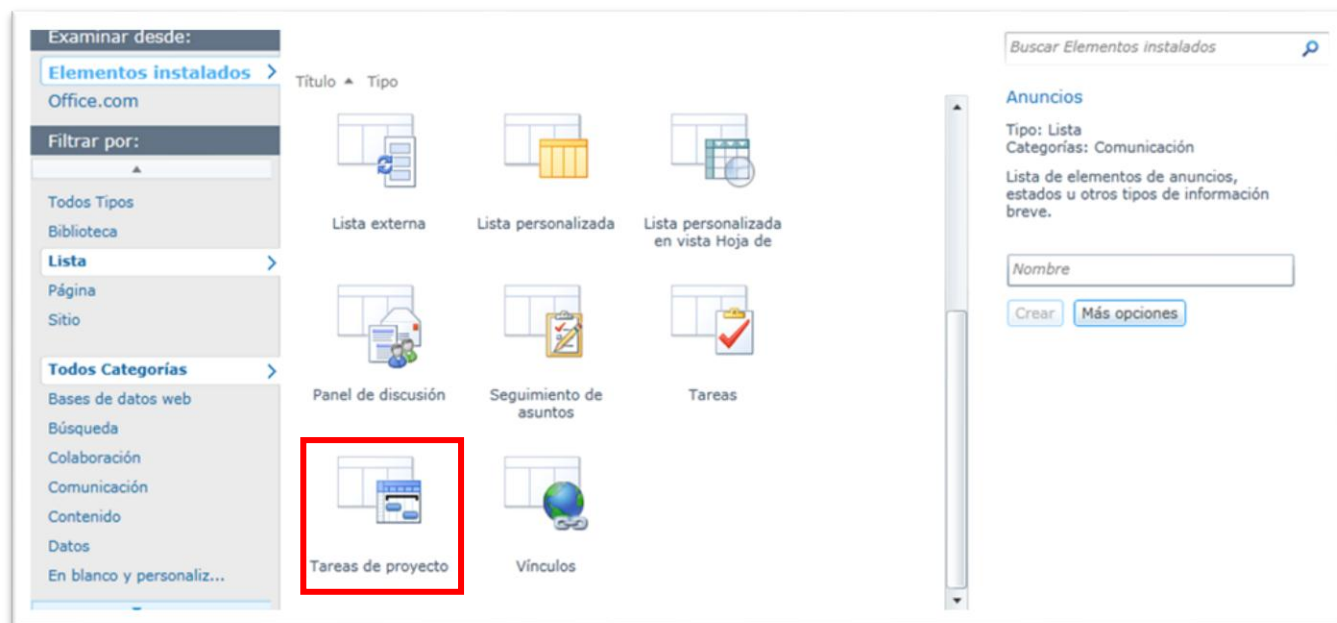 Examinar desde:
Elementos instalados
Office.com
Filtrar por:
Todos Tipos
Biblioteca
Lista
Página
Sitio
Todos Categorías
Bases de datos web
Búsqueda
Colaboración
Comunicación
Contenido
Datos
En blanco y personaliz...
Título Tipo
Lista externa
Lista personalizada
Lista personalizada
en vista Hoja de
Panel de discusión
Seguimiento de
asuntos
Tareas
Tareas de proyecto
Vínculos
Buscar Elementos instalados
Anuncios
Tipo: Lista
Categorías: Comunicación
Lista de elementos de anuncios,
estados u otros tipos de información
breve.
Nombre
Crear Más opciones